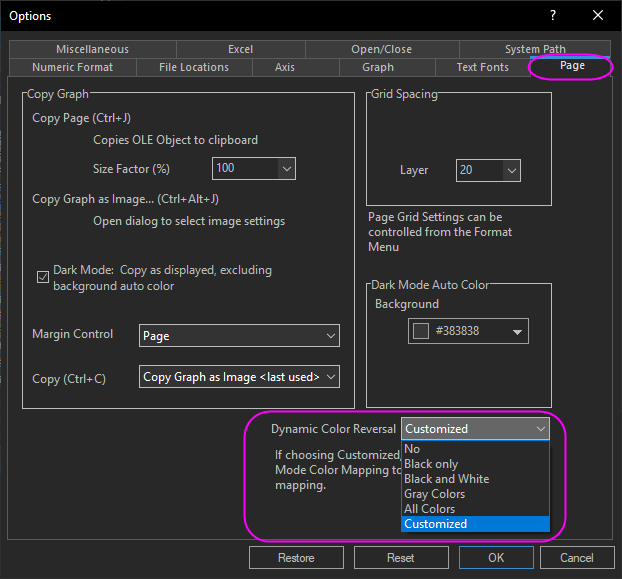 Options
?
Miscellaneous
Excel
Open/Close
System Path
Numeric Format
File Locations
Axis
Graph
Text Fonts
Page
Copy Graph
Copy Page (Ctrl+J)
Copies OLE Object to clipboard
Size Factor (%)
100
Copy Graph as Image... (Ctrl+Alt+J)
Open dialog to select image settings
Dark Mode: Copy as displayed, excluding
background auto color
Margin Control
Page
Copy (Ctrl+C)
Copy Graph as Image <last used>
Grid Spacing
Layer
20
Page Grid Settings can be
controlled from the Format
Menu
Dark Mode Auto Color
Background
#383838
Dynamic Color Reversal
Customized
If choosing Customized,
Mode Color Mapping to
mapping.
No
Black only
Black and White
Gray Colors
All Colors
Customized
Restore
Reset
OK
Cancel